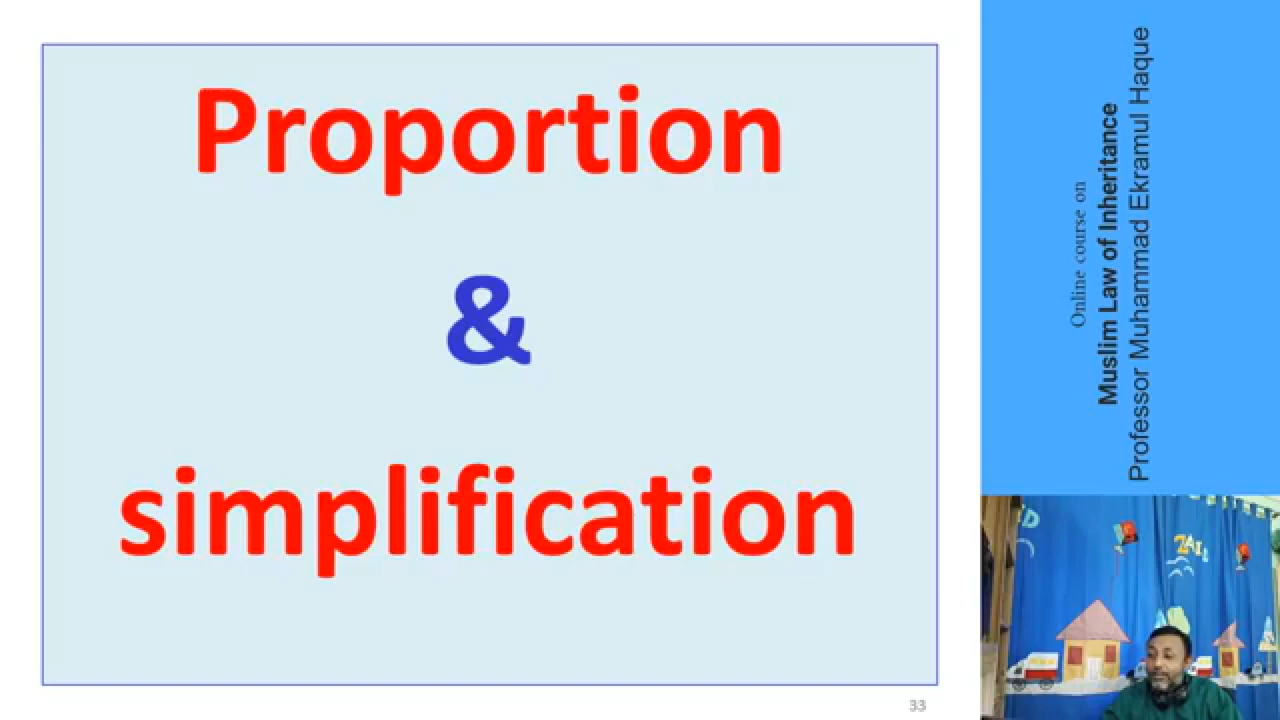 Proportion
&
simplification
33
Online course on
Muslim Law of Inheritance
Professor Muhammad Ekramul Haque